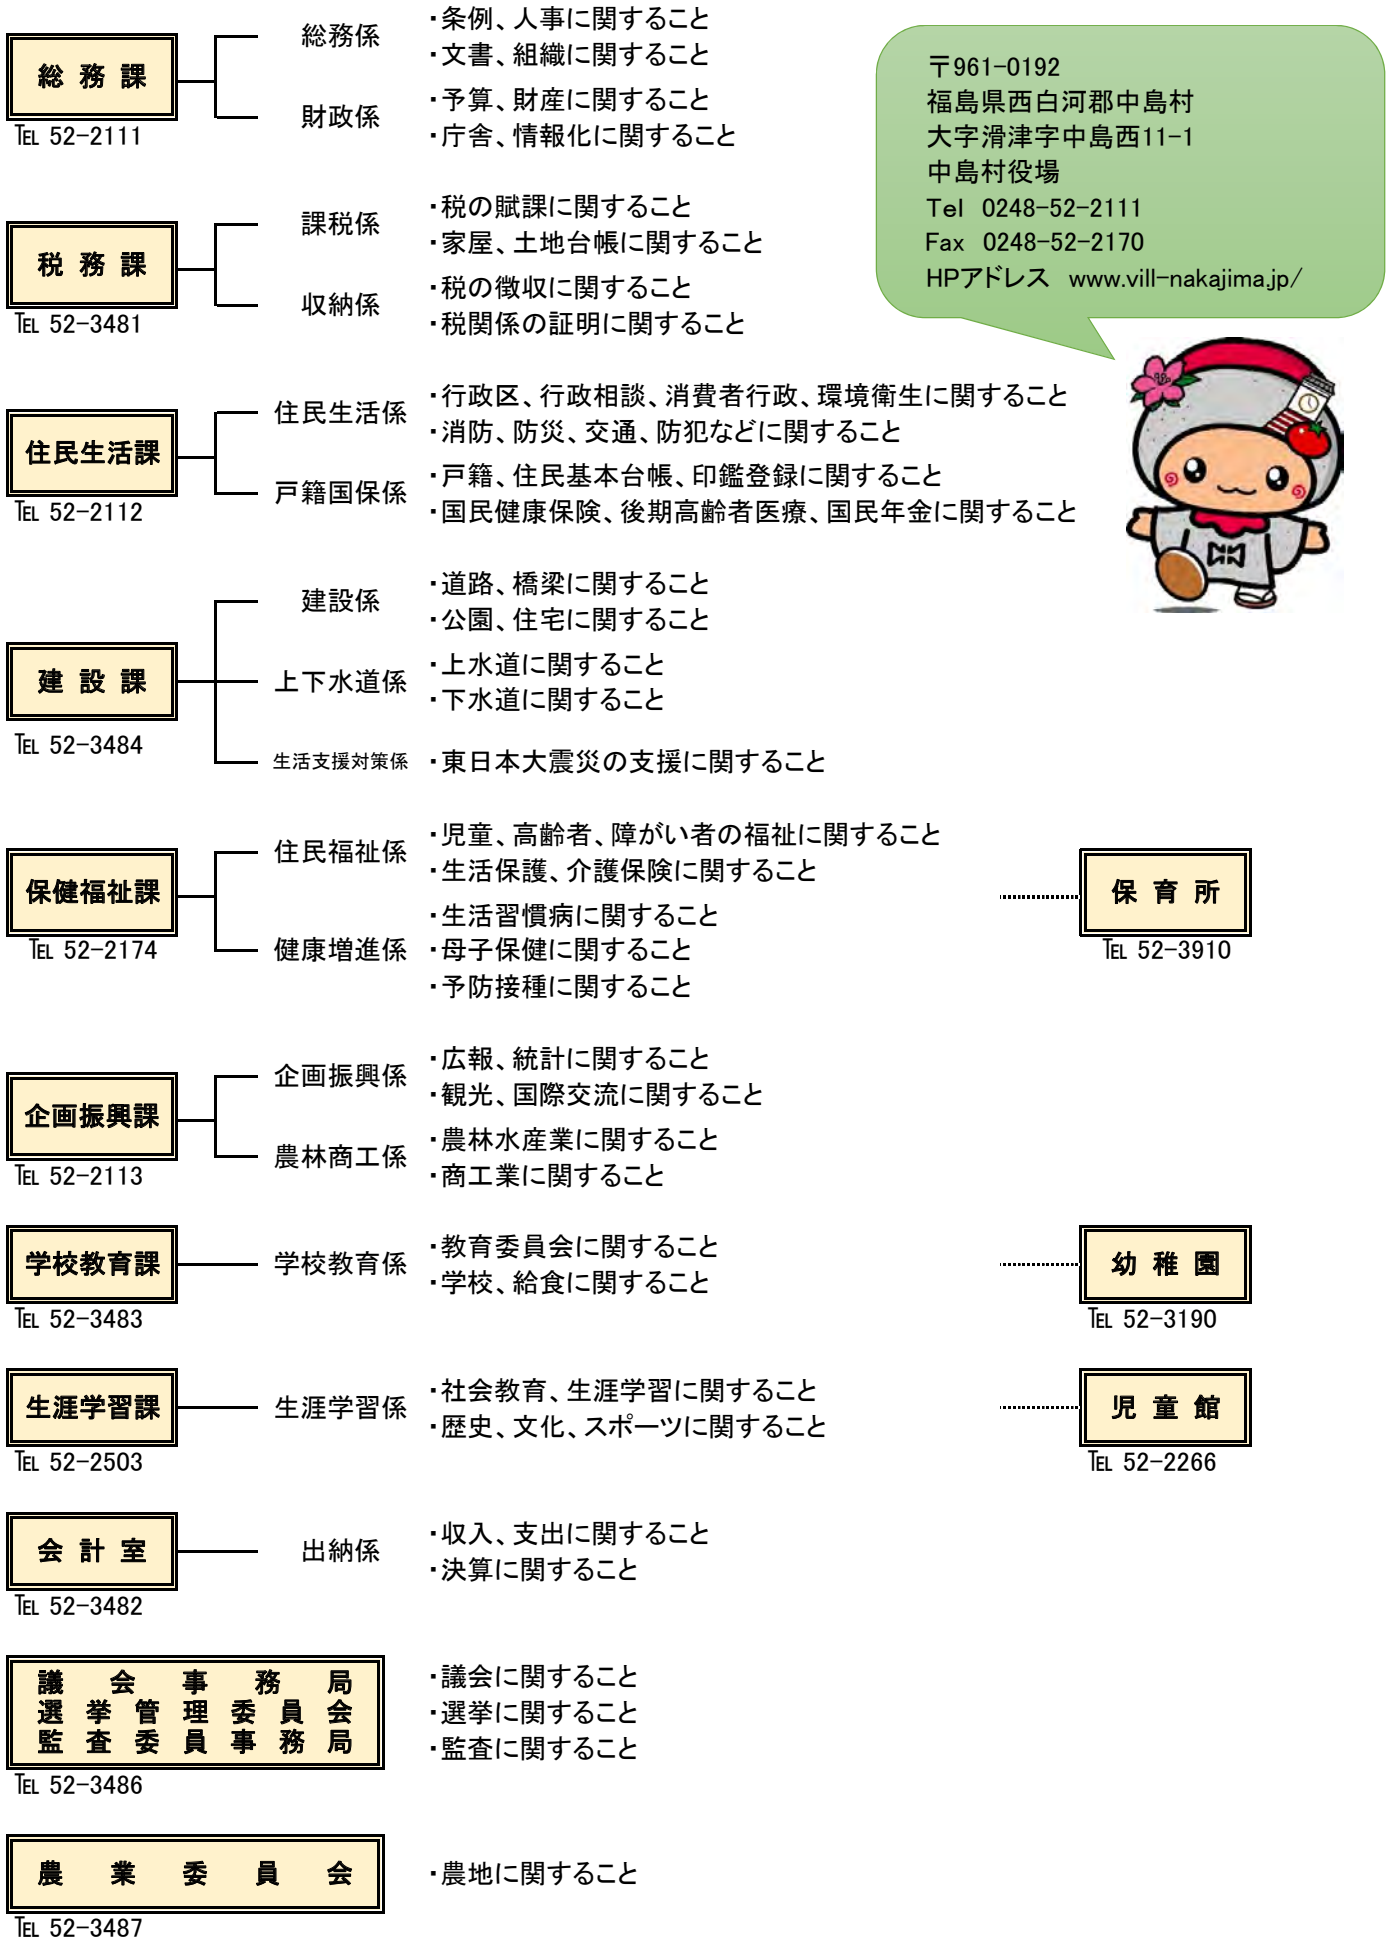 総務課
℡ 52-2111
総務係
・条例、人事に関すること
・文書、組織に関すること
財政係
・予算、財産に関すること
・庁舎、情報化に関すること
〒961-0192
福島県西白河郡中島村
大字滑津字中島西11-1
中島村役場
Tel 0248-52-2111
Fax 0248-52-2170
HPアドレス www.vill-nakajima.jp/
税務課
℡ 52-3481
課税係
・税の賦課に関すること
・家屋、土地台帳に関すること
収納係
・税の徴収に関すること
・税関係の証明に関すること
住民生活課
℡ 52-2112
住民生活係
・行政区、行政相談、消費者行政、環境衛生に関すること
・消防、防災、交通、防犯などに関すること
戸籍国保係
・戸籍、住民基本台帳、印鑑登録に関すること
・国民健康保険、後期高齢者医療、国民年金に関すること
建設課
℡ 52-3484
建設係
・道路、橋梁に関すること
・公園、住宅に関すること
上下水道係
・上水道に関すること
・下水道に関すること
生活支援対策係
・東日本大震災の支援に関すること
保健福祉課
℡ 52-2174
住民福祉係
・児童、高齢者、障がい者の福祉に関すること
・生活保護、介護保険に関すること
健康増進係
・生活習慣病に関すること
・母子保健に関すること
・予防接種に関すること
保育所
℡ 52-3910
企画振興課
℡ 52-2113
企画振興係
・広報、統計に関すること
・観光、国際交流に関すること
農林商工係
・農林水産業に関すること
・商工業に関すること
学校教育課
℡ 52-3483
学校教育係
・教育委員会に関すること
・学校、給食に関すること
幼稚園
℡ 52-3190
生涯学習課
℡ 52-2503
生涯学習係
・社会教育、生涯学習に関すること
・歴史、文化、スポーツに関すること
児童館
℡ 52-2266
会計室
℡ 52-3482
出納係
・収入、支出に関すること
・決算に関すること
議会事務局
選挙管理委員会
監査委員事務局
℡ 52-3486
・議会に関すること
・選挙に関すること
・監査に関すること
農業委員会
℡ 52-3487
・農地に関すること